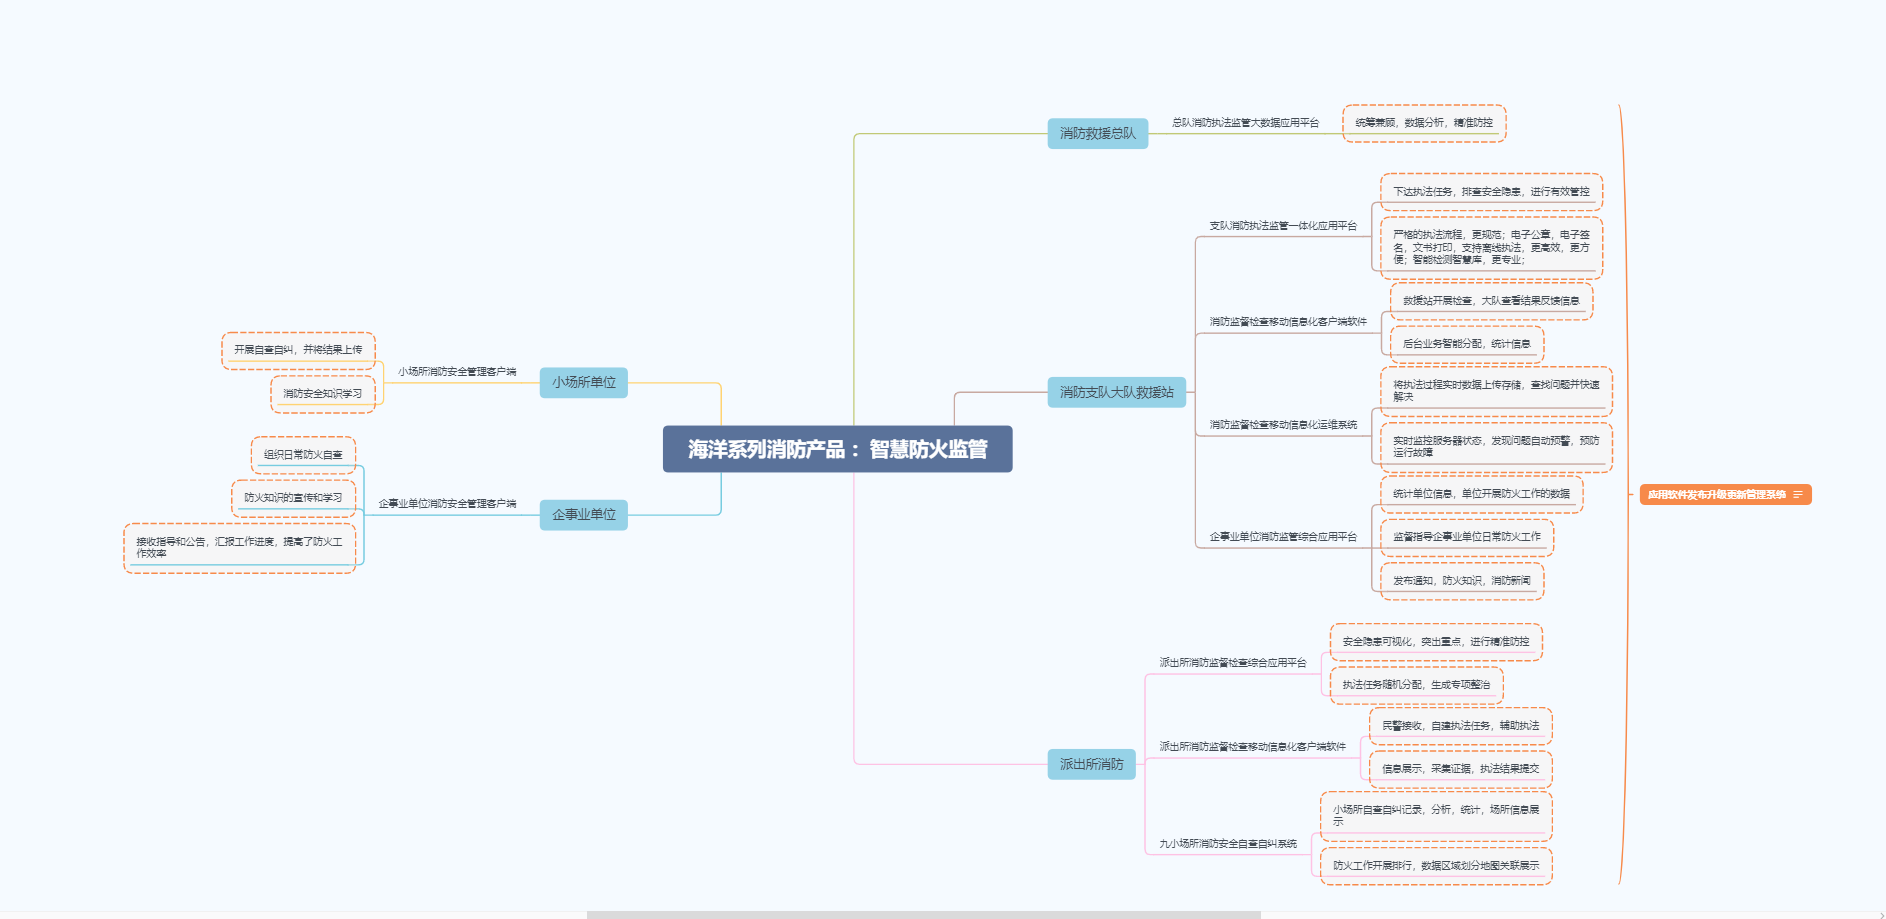 海洋系列消防产品：智慧防火监管
消防救援总队
总队消防执法监管大数据应用平台
统筹兼顾，数据分析，精准防控
消防支队大队救援站
支队消防执法监管一体化应用平台
下达执法任务，排查安全隐患，进行有效管控
严格的执法流程，更规范；电子公章，电子签
名，文书打印，支持离线执法，更高效，更方
便；智能检测智慧库，更专业；
消防监督检查移动信息化客户端软件
救援站开展检查，大队查看结果反馈信息
后台业务智能分配，统计信息
消防监督检查移动信息化运维系统
将执法过程实时数据上传存储，查找问题并快速
解决
实时监控服务器状态，发现问题自动预警，预防
运行故障
企事业单位消防监管综合应用平台
统计单位信息，单位开展防火工作的数据
监督指导企事业单位日常防火工作
发布通知，防火知识，消防新闻
派出所消防
派出所消防监督检查综合应用平台
安全隐患可视化，突出重点，进行精准防控
执法任务随机分配，生成专项整治
派出所消防监督检查移动信息化客户端软件
民警接收，自建执法任务，辅助执法
信息展示，采集证据，执法结果提交
九小场所消防安全自查自纠系统
小场所自查自纠记录，分析，统计，场所信息展
示
防火工作开展排行，数据区域划分地图关联展示
应用软件发布升级更新管理系统
小场所单位
小场所消防安全管理客户端
开展自查自纠，并将结果上传
消防安全知识学习
企事业单位
企事业单位消防安全管理客户端
组织日常防火自查
防火知识的宣传和学习
接收指导和公告，汇报工作进度，提高了防火工
作效率